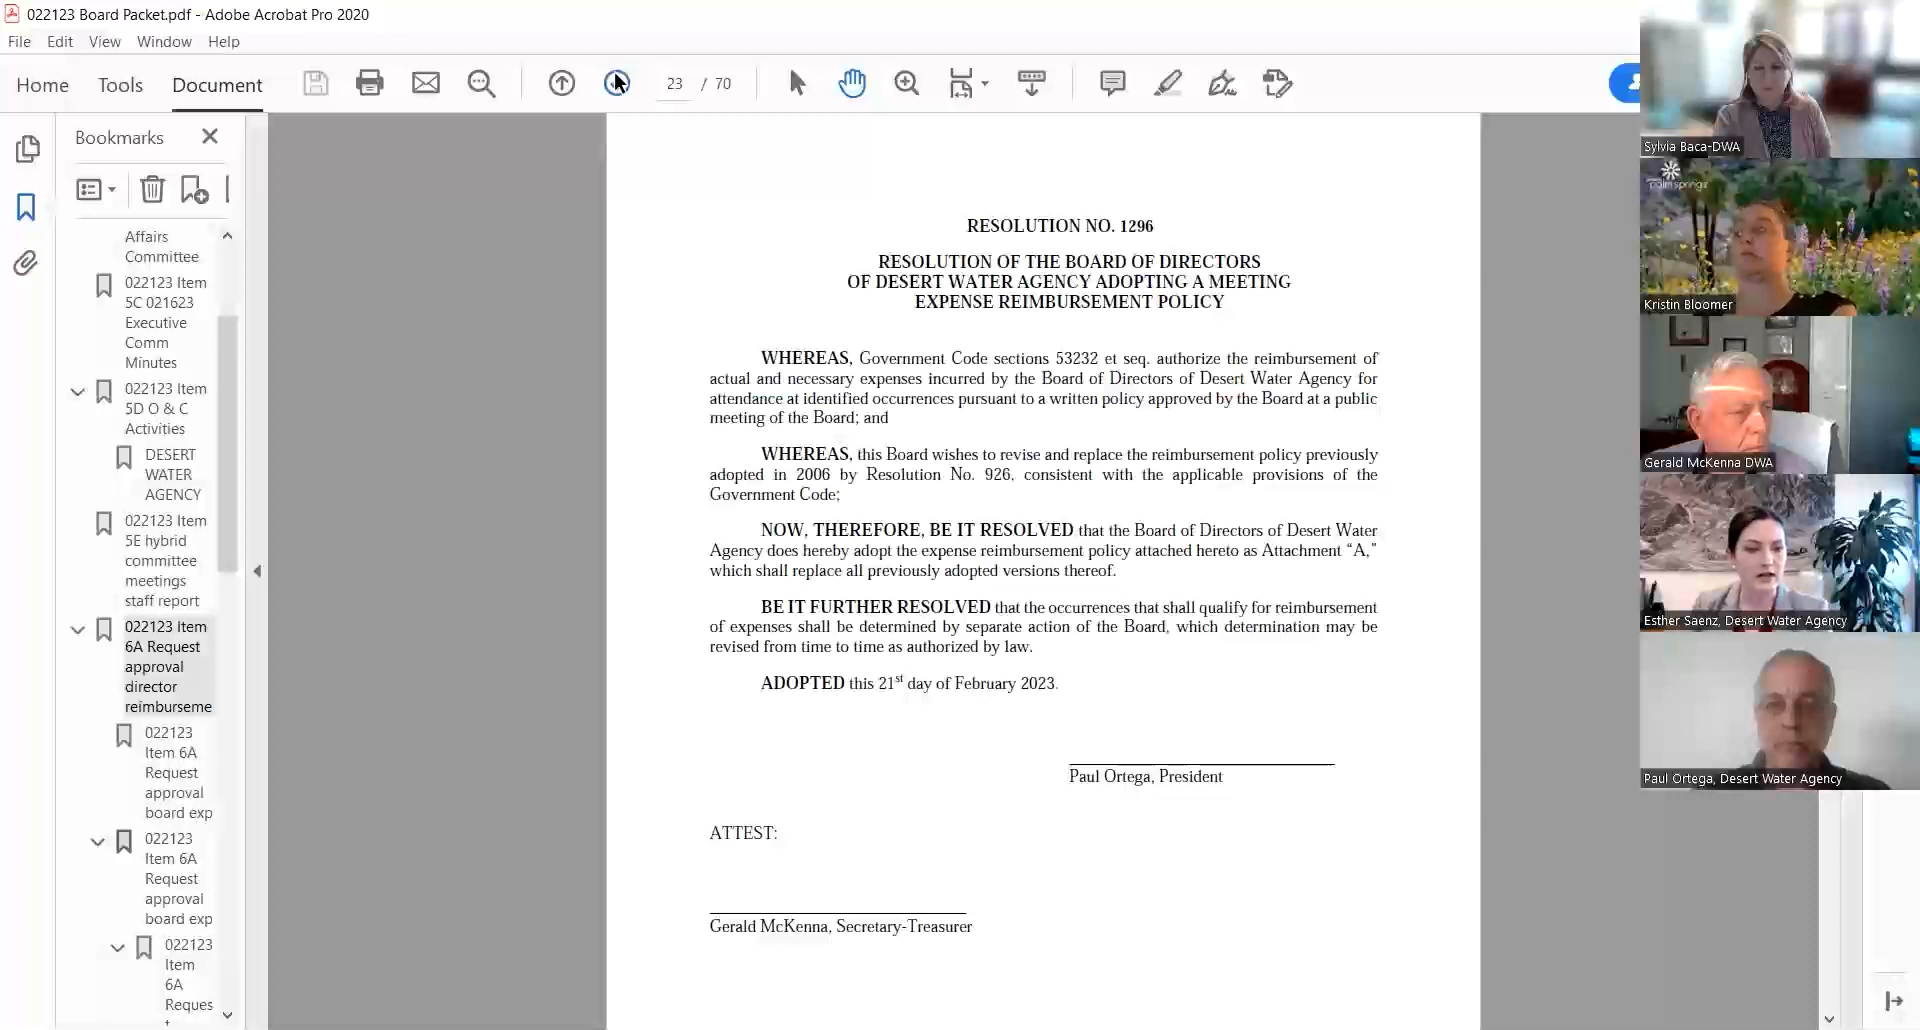 022123 Board Packet.pdf - Adobe Acrobat Pro 2020
File Edit View Window Help
Home Tools Document
23 / 70
Bookmarks
Affairs
Committee
022123 Item
5C 021623
Executive
Comm
Minutes
022123 Item
5D O & C
Activities
DESERT
WATER
AGENCY
022123 Item
5E hybrid
committee
meetings
staff report
022123 Item
6A Request
approval
director
reimburseme
022123
Item 6A
Request
approval
board exp
022123
Item 6A
Request
approval
board exp
022123
Item
6A
Reques
t
RESOLUTION NO. 1296
RESOLUTION OF THE BOARD OF DIRECTORS
OF DESERT WATER AGENCY ADOPTING A MEETING
EXPENSE REIMBURSEMENT POLICY
WHEREAS, Government Code sections 53232 et seq. authorize the reimbursement of
actual and necessary expenses incurred by the Board of Directors of Desert Water Agency for
attendance at identified occurrences pursuant to a written policy approved by the Board at a public
meeting of the Board; and
WHEREAS, this Board wishes to revise and replace the reimbursement policy previously
adopted in 2006 by Resolution No. 926, consistent with the applicable provisions of the
Government Code;
NOW, THEREFORE, BE IT RESOLVED that the Board of Directors of Desert Water
Agency does hereby adopt the expense reimbursement policy attached hereto as Attachment “A,”
which shall replace all previously adopted versions thereof.
BE IT FURTHER RESOLVED that the occurrences that shall qualify for reimbursement
of expenses shall be determined by separate action of the Board, which determination may be
revised from time to time as authorized by law.
ADOPTED this 21st day of February 2023.
Paul Ortega, President
ATTEST:
Gerald McKenna, Secretary-Treasurer
Sylvia Baca-DWA
palm springs
Kristin Bloomer
Gerald McKenna DWA
Esther Saenz, Desert Water Agency
Paul Ortega, Desert Water Agency